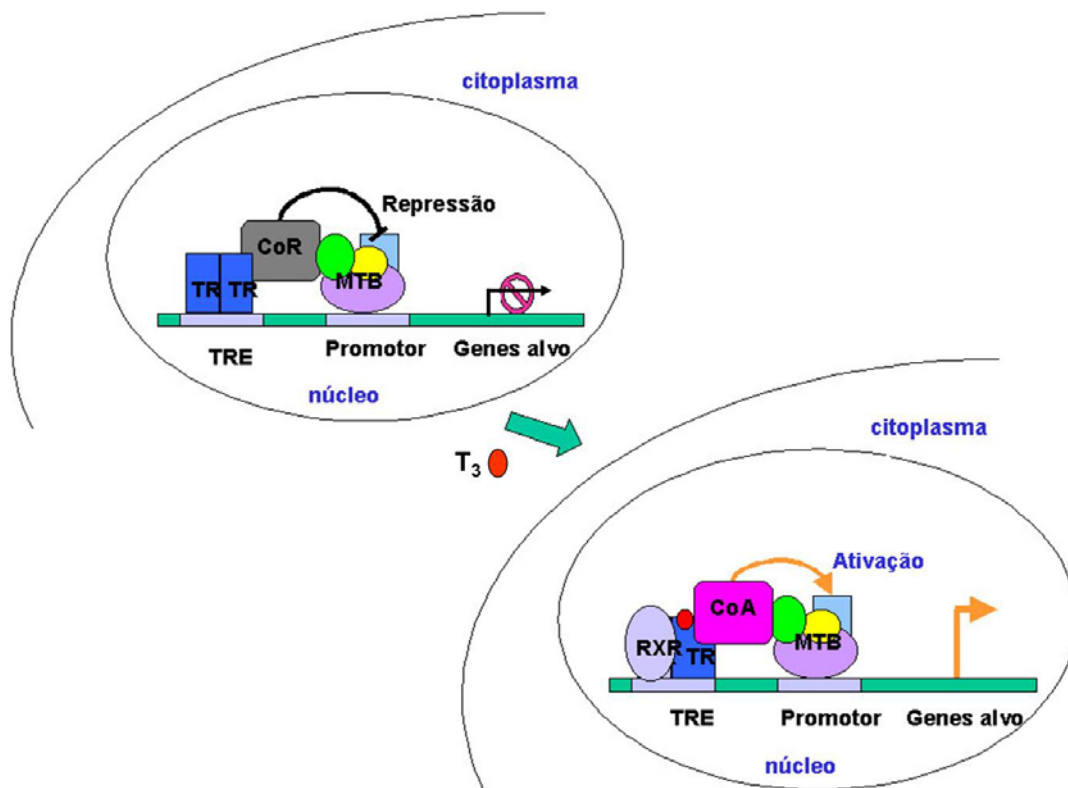 citoplasma
Repressão
CoR
TR TR
MTB
TRE Promotor Genes alvo
núcleo
T3
citoplasma
Ativação
CoA
RXR TR
MTB
TRE Promotor Genes alvo
núcleo